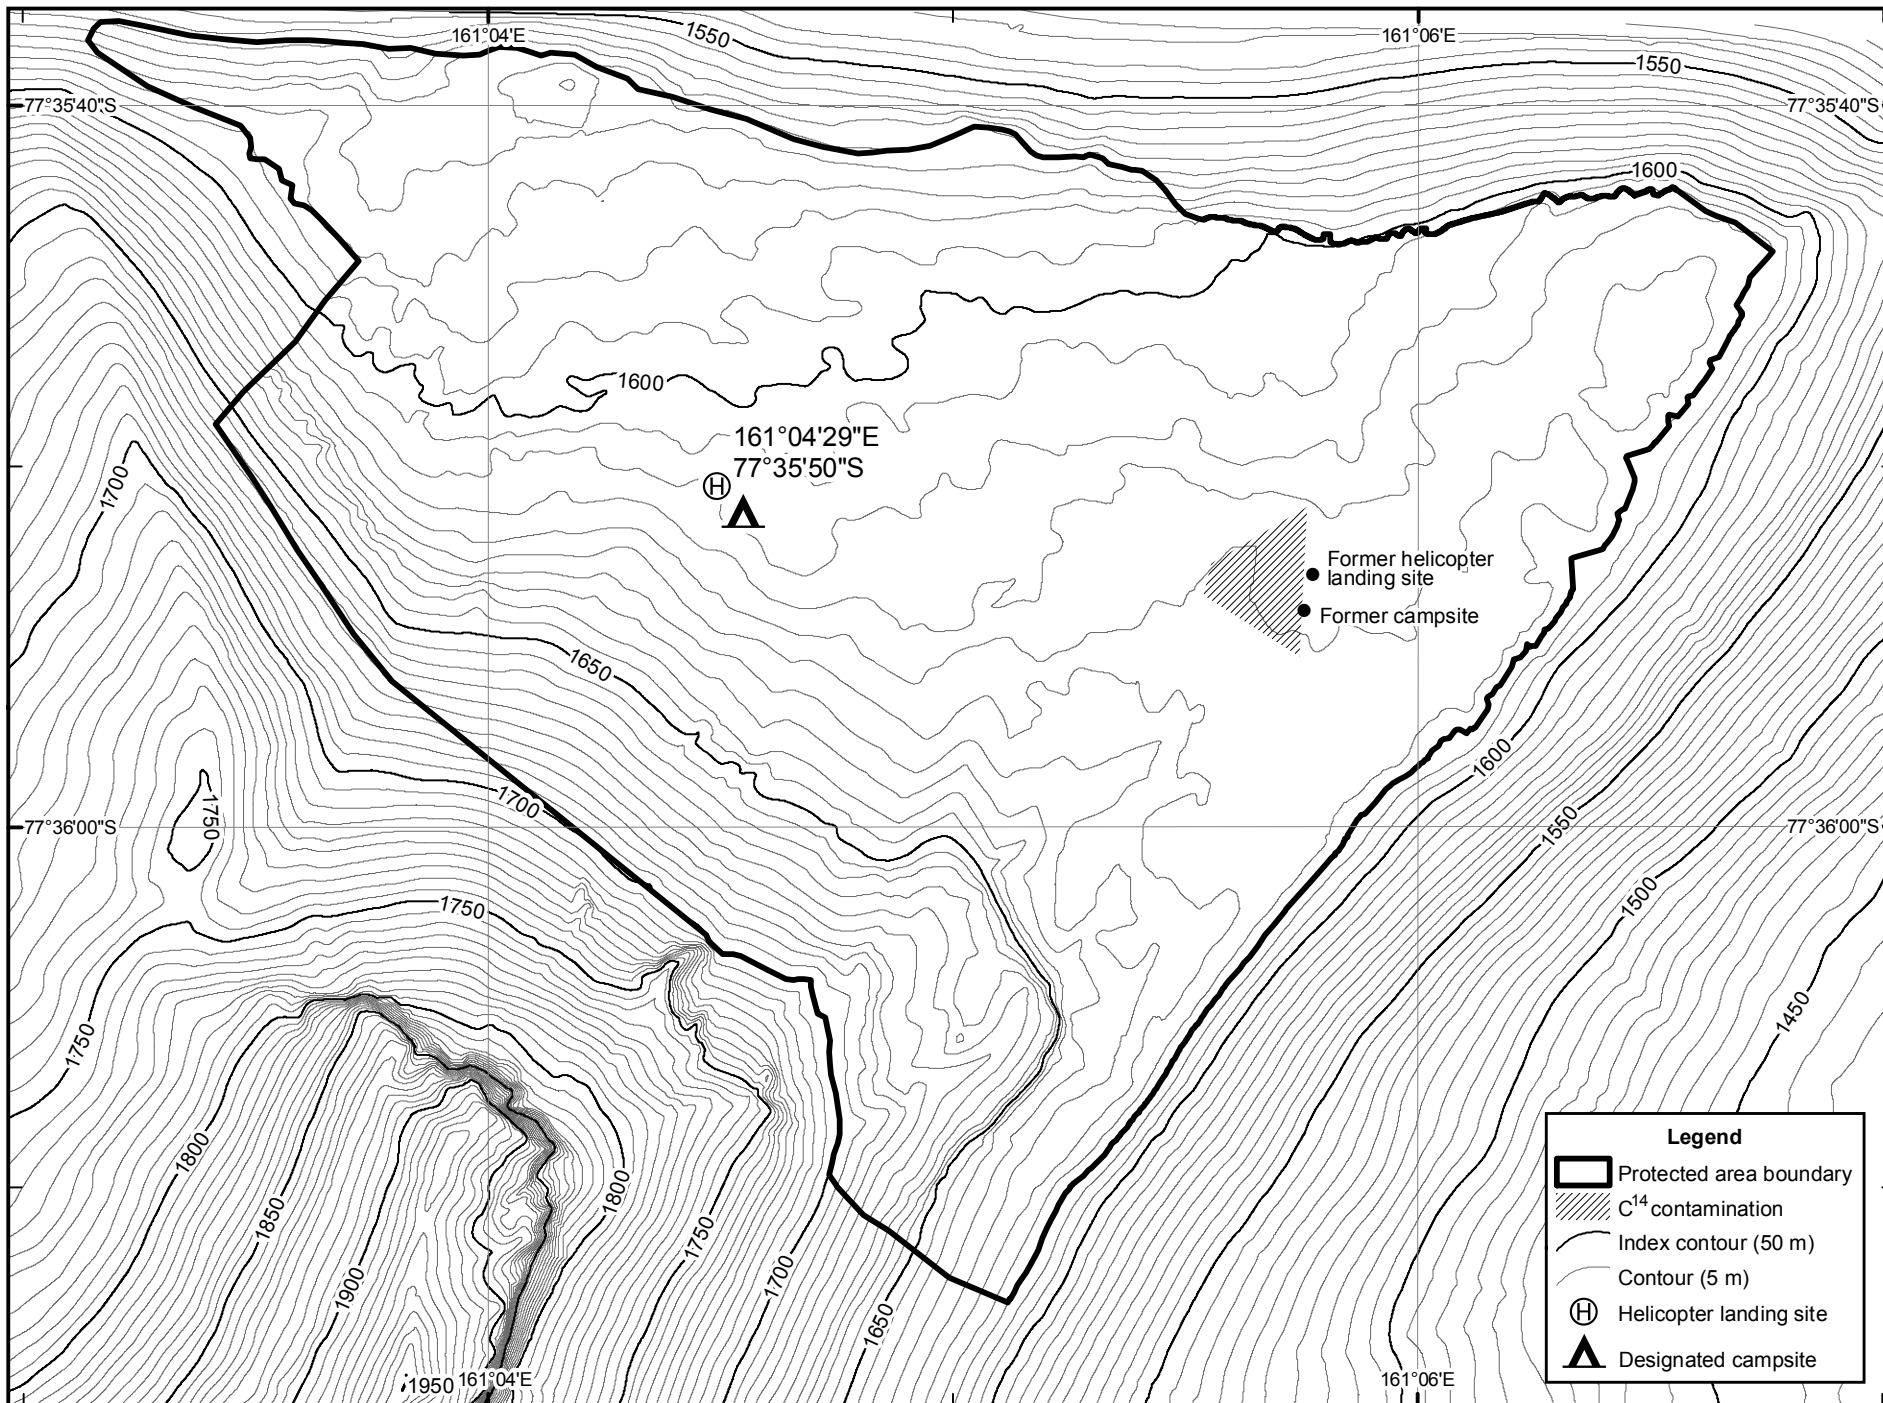 161°04'E
1550
161°06'E
1550
77°35'40"S
77°35'40"S
1600
1600
161°04'29"E
77°35'50"S
H
1700
Former helicopter
landing site
Former campsite
1650
1600
1700
1750
77°36'00"S
77°36'00"S
1550
1750
1500
1750
1450
1800
1800
1850
1750
1700
1900
1650
1950
161°04'E
161°06'E
Legend
Protected area boundary
C14 contamination
Index contour (50 m)
Contour (5 m)
H Helicopter landing site
Designated campsite